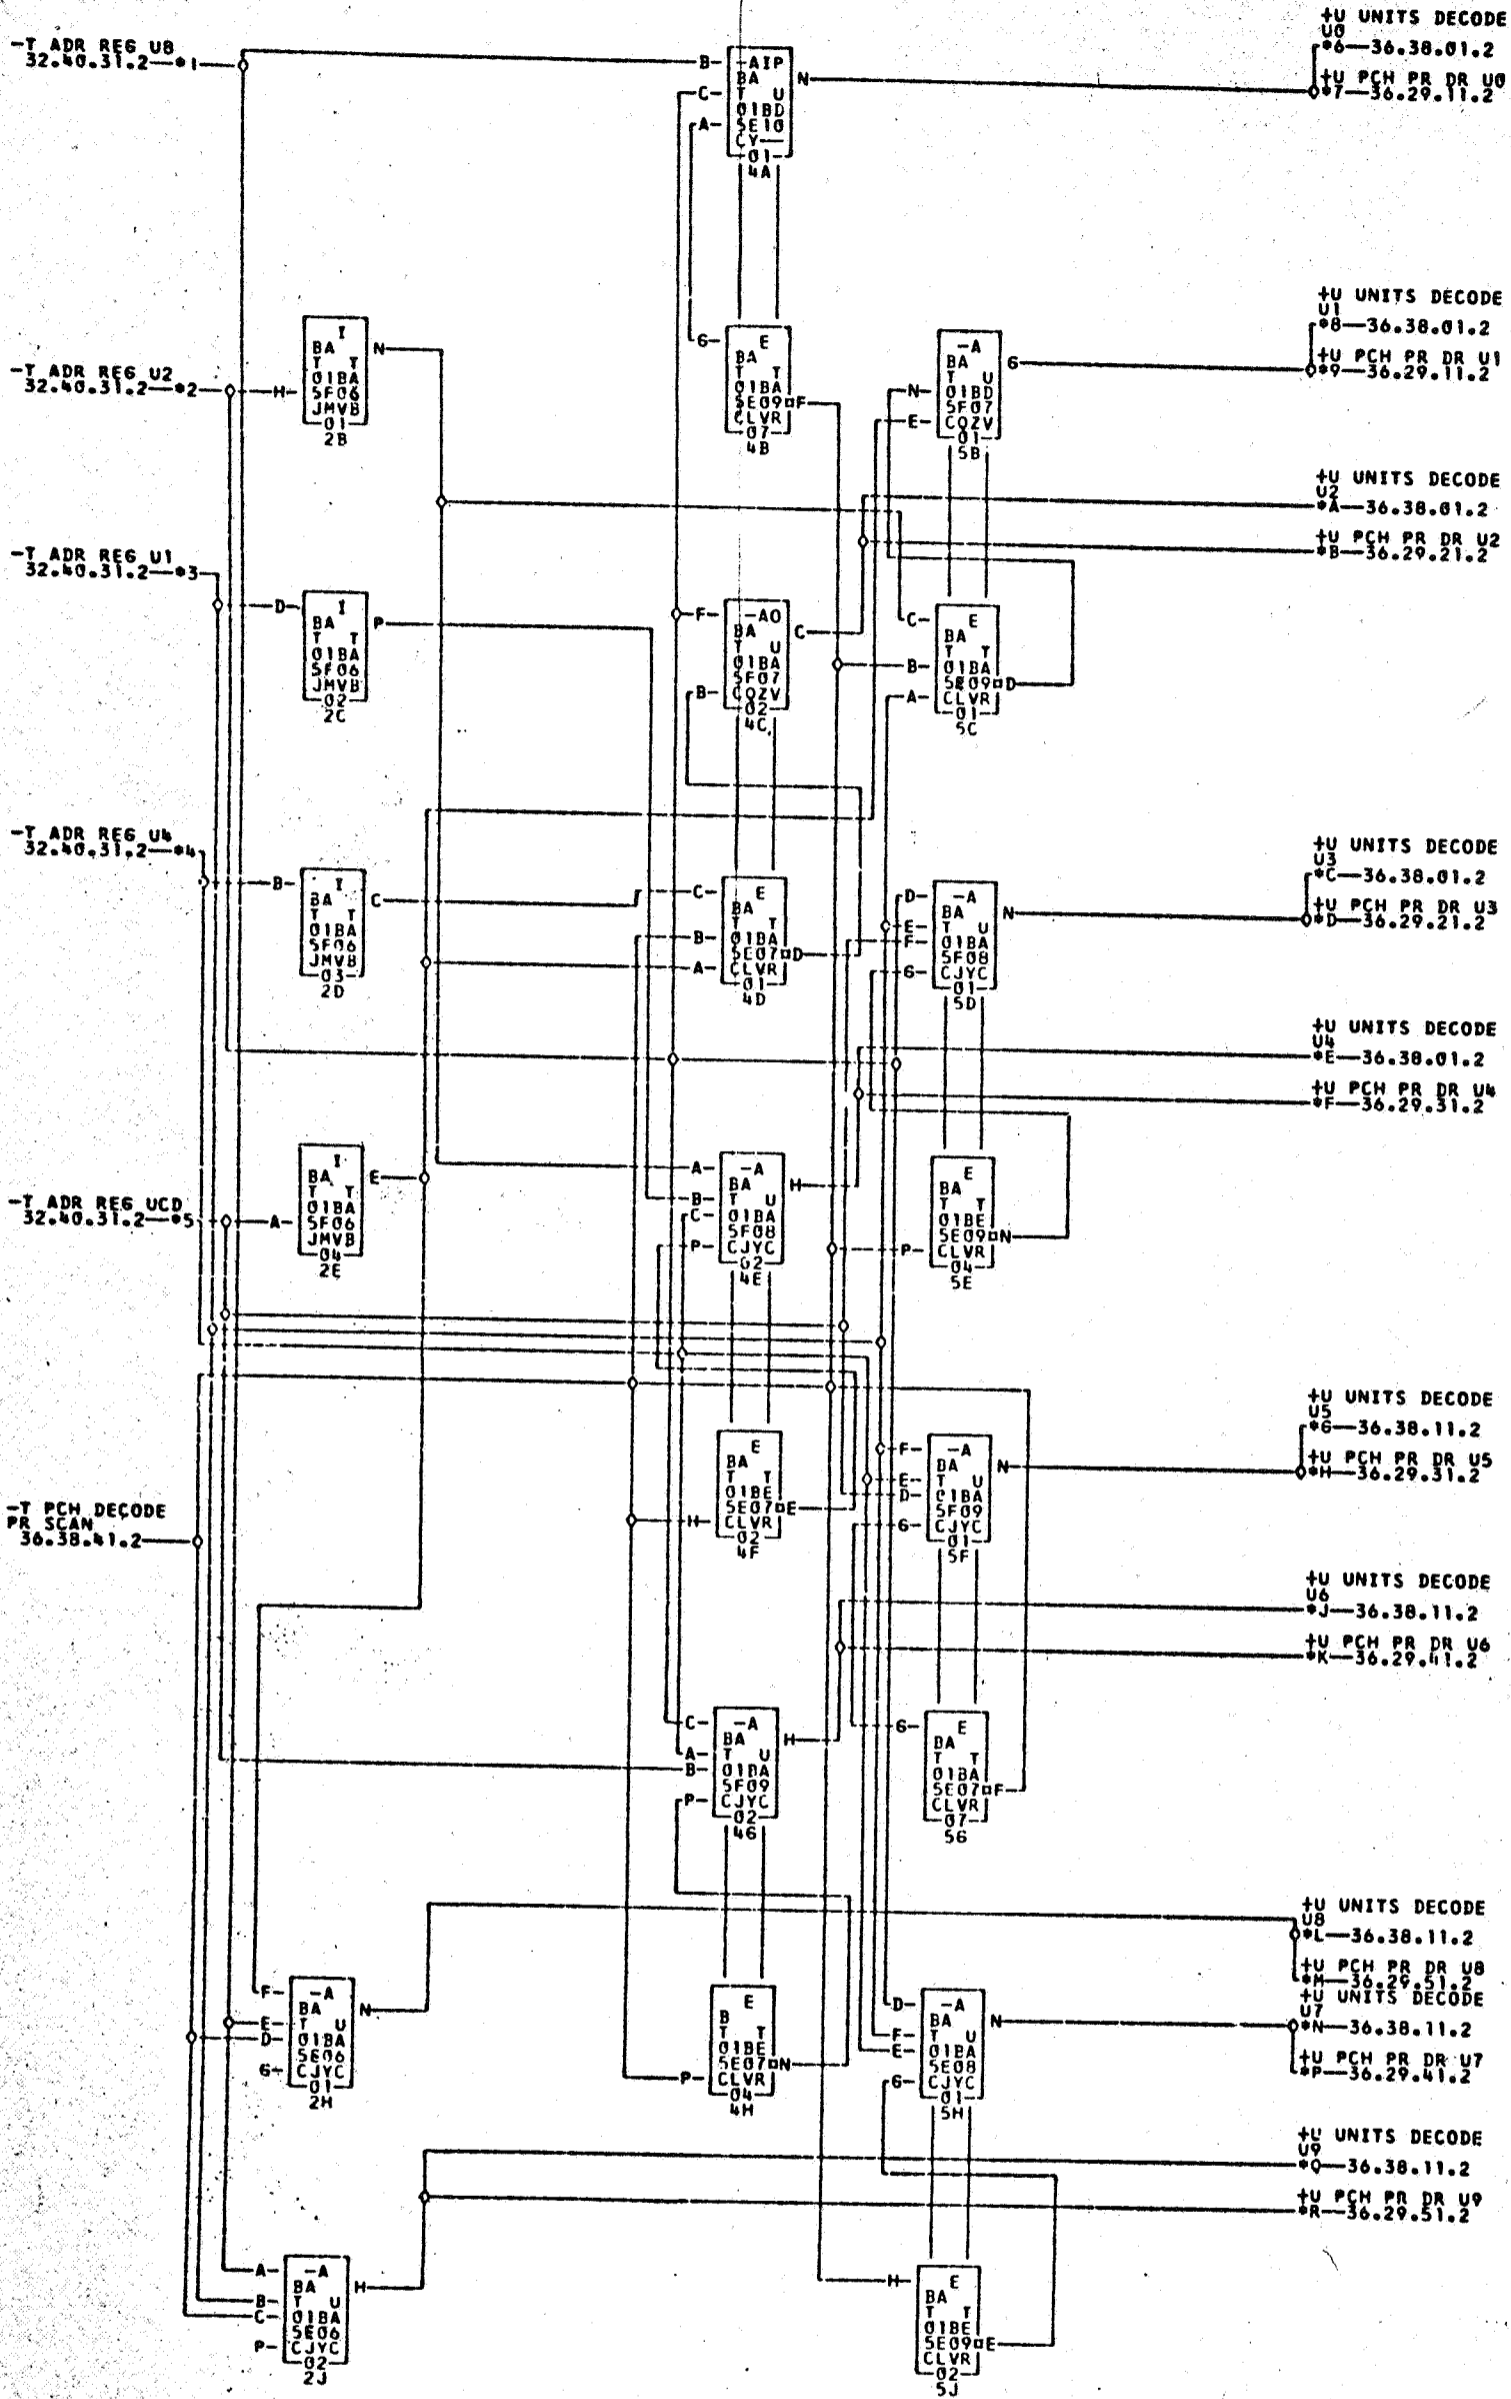 -T ADR REG U8
32.40.31.2—*1
-T ADR REG U2
32.40.31.2—*2
-T ADR REG U1
32.40.31.2—*3
-T ADR REG U4
32.40.31.2—*4
-T ADR REG UCD
32.40.31.2—*5
-T PCH DECODE
PR SCAN
36.38.41.2
I
BA N
T T
H- 01BA
5F06
JMVB
01
2B
I
BA P
D- T T
01BA
5F06
JMVB
02
2C
I
B- BA C
T T
01BA
5F06
JMVB
03
2D
I
BA E
T T
A- 01BA
5F06
JMVB
04
2E
F- -A
BA N
E- T U
D- 01BA
5E06
G- CJYC
01
2H
A- -A
BA H
B- T U
C- 01BA
5E06
P- CJYC
02
2J
B- -AIP
BA N
C- T U
01BD
A- 5E10
CY—
01
4A
G- E
BA
T T
01BA
5E09 F
CLVR
07
4B
F- -AO
BA C
T U
01BA
5F07
B- CQZV
02
4C
C- E
BA
T T
B- 01BA
5E07 D
A- CLVR
01
4D
A- -A
BA H
B- T U
C- 01BA
5F08
P- CJYC
02
4E
E
BA
T T
01BE
5E07 E
H- CLVR
02
4F
C- -A
BA H
A- T U
B- 01BA
5F09
P- CJYC
02
4G
E
B
T T
01BE
5E07 N
P- CLVR
04
4H
-A
BA G
T U
N- 01BD
5F07
E- CQZV
01
5B
C- E
BA
T T
B- 01BA
5E09 D
A- CLVR
01
5C
D- -A
BA N
E- T U
F- 01BA
5F08
G- CJYC
01
5D
E
BA
T T
01BE
5E09 N
P- CLVR
04
5E
F- -A
BA N
E- T U
D- 01BA
5F09
G- CJYC
01
5F
G- E
BA
T T
01BA
5E07 F
CLVR
07
5G
D- -A
BA N
F- T U
E- 01BA
5E08
G- CJYC
01
5H
H- E
BA
T T
01BE
5E09 E
CLVR
02
5J
+U UNITS DECODE
U0
*6—36.38.01.2
+U PCH PR DR U0
*7—36.29.11.2
+U UNITS DECODE
U1
*8—36.38.01.2
+U PCH PR DR U1
*9—36.29.11.2
+U UNITS DECODE
U2
*A—36.38.01.2
+U PCH PR DR U2
*B—36.29.21.2
+U UNITS DECODE
U3
*C—36.38.01.2
+U PCH PR DR U3
*D—36.29.21.2
+U UNITS DECODE
U4
*E—36.38.01.2
+U PCH PR DR U4
*F—36.29.31.2
+U UNITS DECODE
U5
*G—36.38.11.2
+U PCH PR DR U5
*H—36.29.31.2
+U UNITS DECODE
U6
*J—36.38.11.2
+U PCH PR DR U6
*K—36.29.41.2
+U UNITS DECODE
U8
*L—36.38.11.2
+U PCH PR DR U8
*M—36.29.51.2
+U UNITS DECODE
U7
*N—36.38.11.2
+U PCH PR DR U7
*P—36.29.41.2
+U UNITS DECODE
U9
*Q—36.38.11.2
+U PCH PR DR U9
*R—36.29.51.2